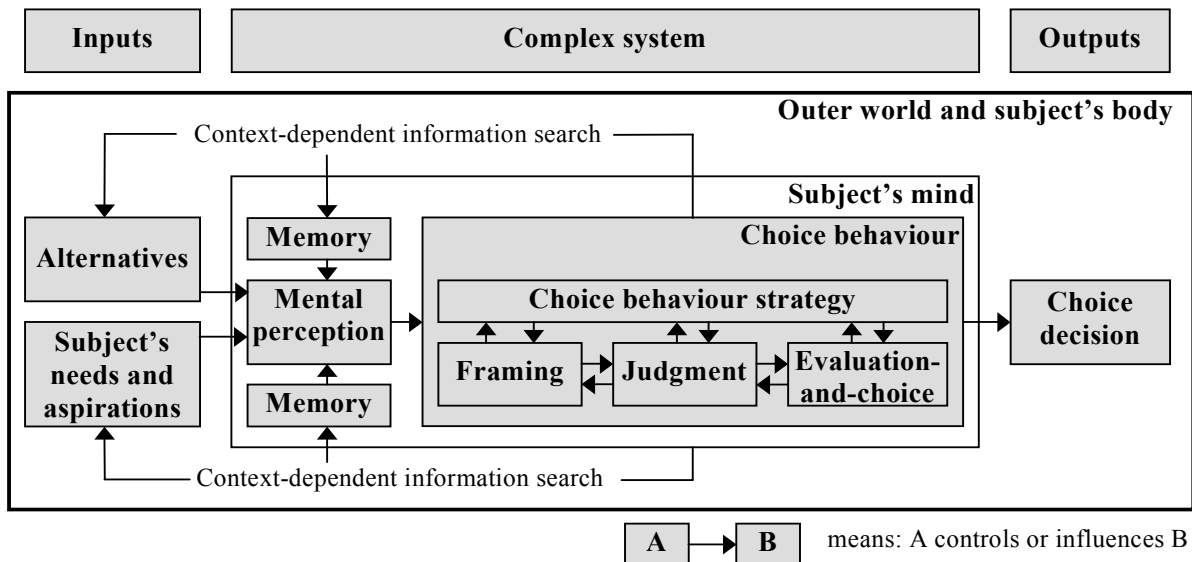 Inputs
Complex system
Outputs
Outer world and subject's body
Context-dependent information search
Subject's mind
Memory
Choice behaviour
Alternatives
Mental
perception
Choice behaviour strategy
Choice
decision
Subject's
needs and
aspirations
Framing
Judgment
Evaluation-
and-choice
Memory
Context-dependent information search
A
B
means: A controls or influences B